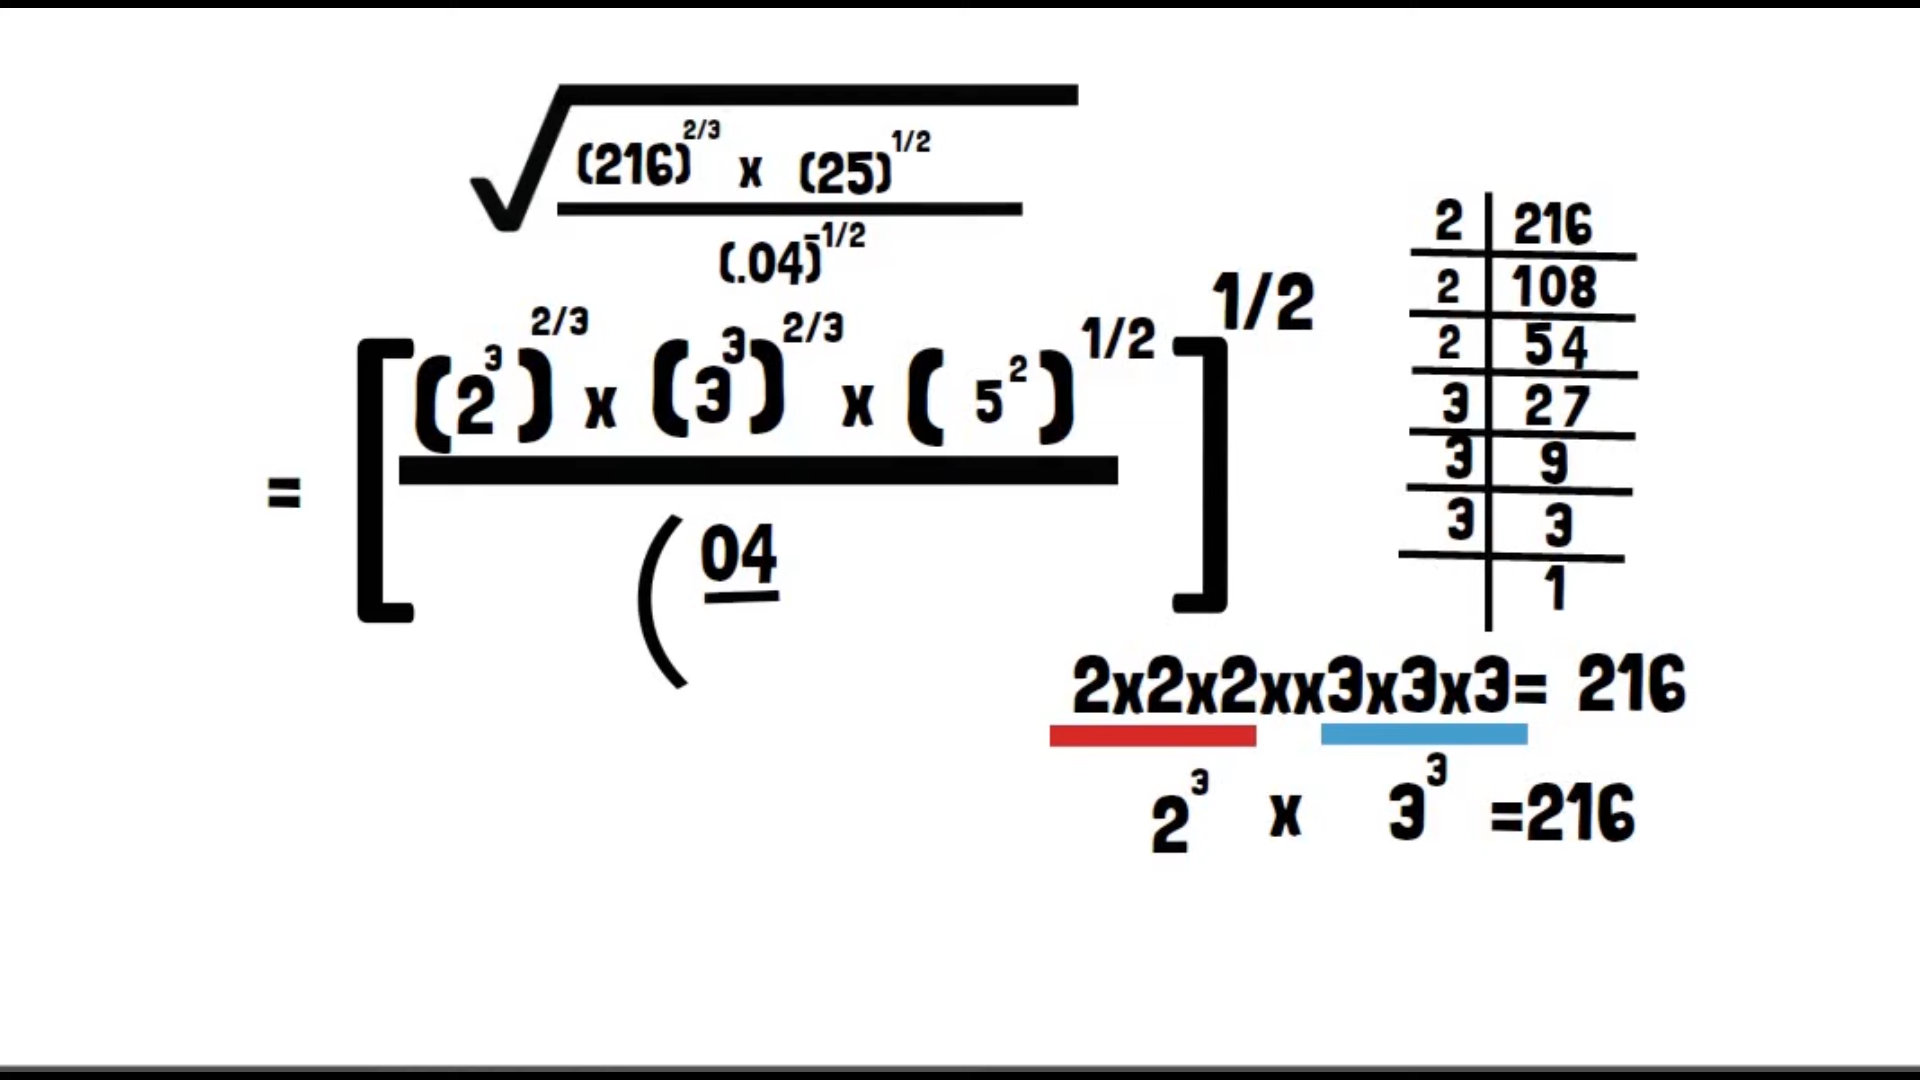 √ (216)^2/3 x (25)^1/2
(.04)^-1/2
= [ (2^3)^2/3 x (3^3)^2/3 x ( 5^2 )^1/2 ]^1/2
( 04
2 216
2 108
2 54
3 27
3 9
3 3
1
2x2x2xx3x3x3= 216
2^3 x 3^3 =216